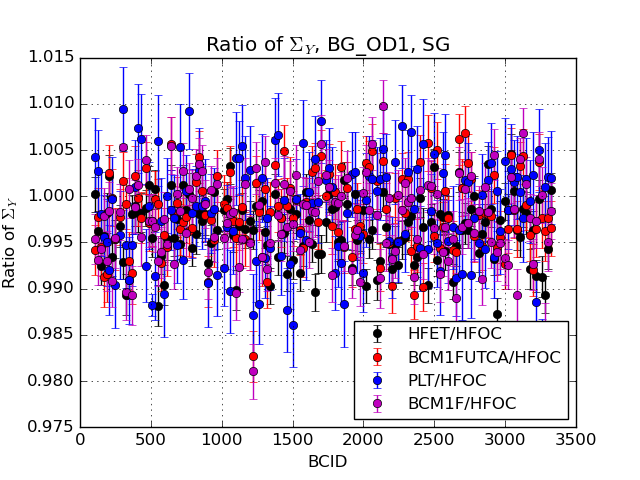 Ratio of Σ_Y, BG_OD1, SG
1.015
1.010
1.005
1.000
0.995
0.990
0.985
0.980
0.975
Ratio of Σ_Y
HFET/HFOC
BCM1FUTCA/HFOC
PLT/HFOC
BCM1F/HFOC
0 500 1000 1500 2000 2500 3000 3500
BCID